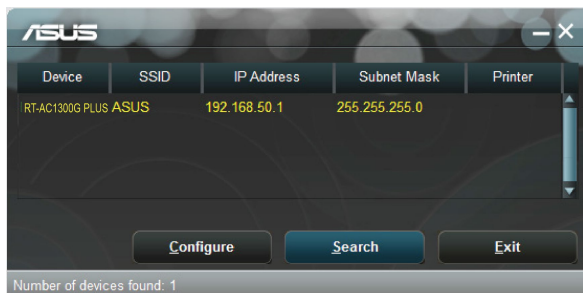 ASUS
Device SSID IP Address Subnet Mask Printer
RT-AC1300G PLUS ASUS 192.168.50.1 255.255.255.0
Configure Search Exit
Number of devices found: 1